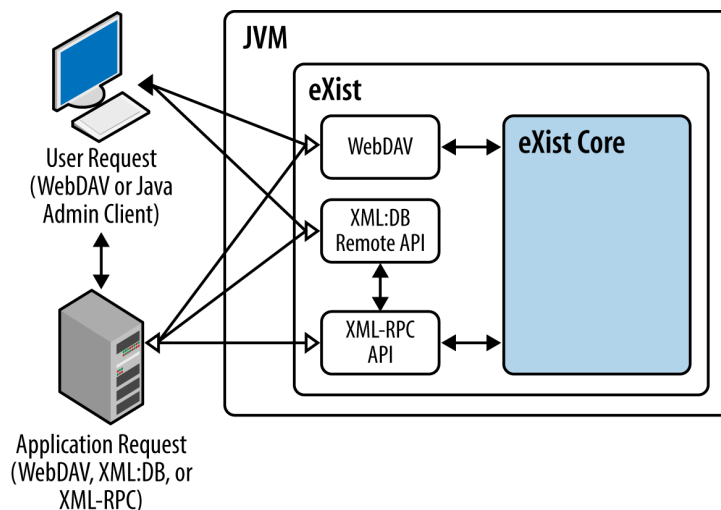 JVM
eXist
WebDAV
eXist Core
User Request
(WebDAV or Java
Admin Client)
XML:DB
Remote API
XML-RPC
API
Application Request
(WebDAV, XML:DB, or
XML-RPC)